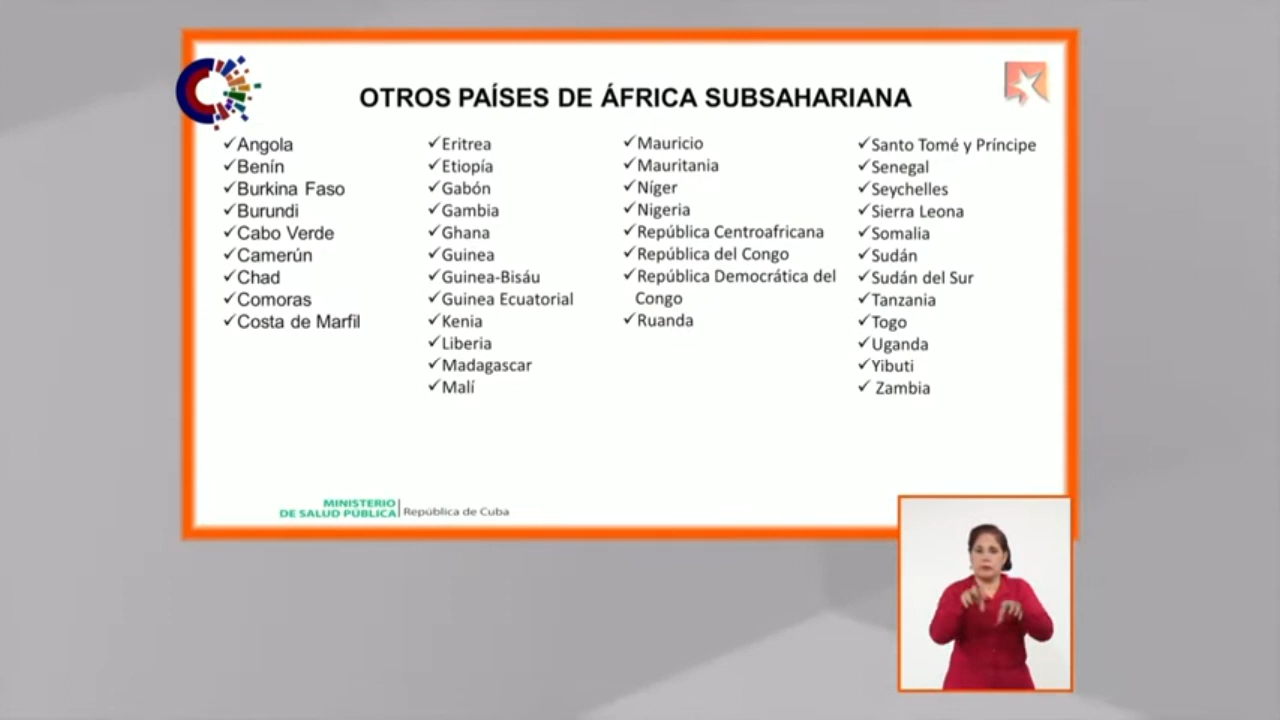 OTROS PAÍSES DE ÁFRICA SUBSAHARIANA
✓Angola
✓Benín
✓Burkina Faso
✓Burundi
✓Cabo Verde
✓Camerún
✓Chad
✓Comoras
✓Costa de Marfil
✓Eritrea
✓Etiopía
✓Gabón
✓Gambia
✓Ghana
✓Guinea
✓Guinea-Bisáu
✓Guinea Ecuatorial
✓Kenia
✓Liberia
✓Madagascar
✓Malí
✓Mauricio
✓Mauritania
✓Níger
✓Nigeria
✓República Centroafricana
✓República del Congo
✓República Democrática del
Congo
✓Ruanda
✓Santo Tomé y Príncipe
✓Senegal
✓Seychelles
✓Sierra Leona
✓Somalia
✓Sudán
✓Sudán del Sur
✓Tanzania
✓Togo
✓Uganda
✓Yibuti
✓ Zambia
MINISTERIO
DE SALUD PÚBLICA
República de Cuba